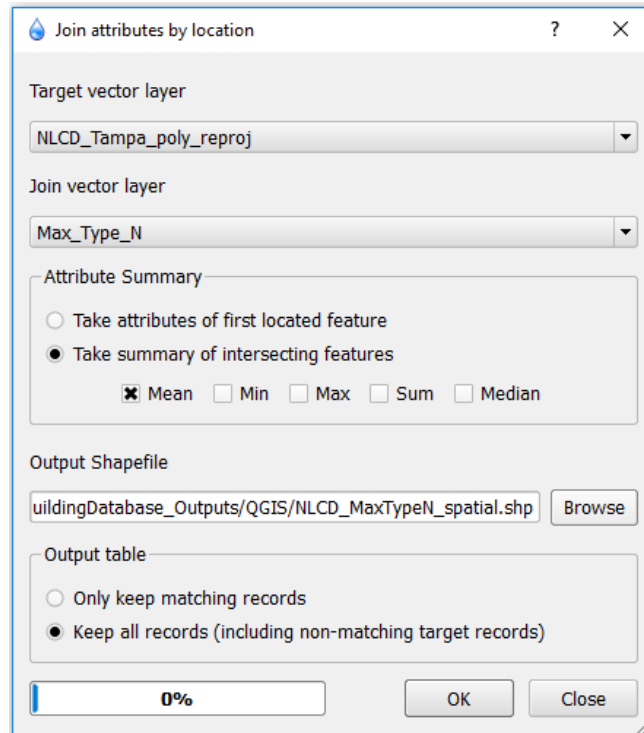 Join attributes by location ?
Target vector layer
NLCD_Tampa_poly_reproj
Join vector layer
Max_Type_N
Attribute Summary
Take attributes of first located feature
Take summary of intersecting features
Mean Min Max Sum Median
Output Shapefile
uildingDatabase_Outputs/QGIS/NLCD_MaxTypeN_spatial.shp Browse
Output table
Only keep matching records
Keep all records (including non-matching target records)
0% OK Close